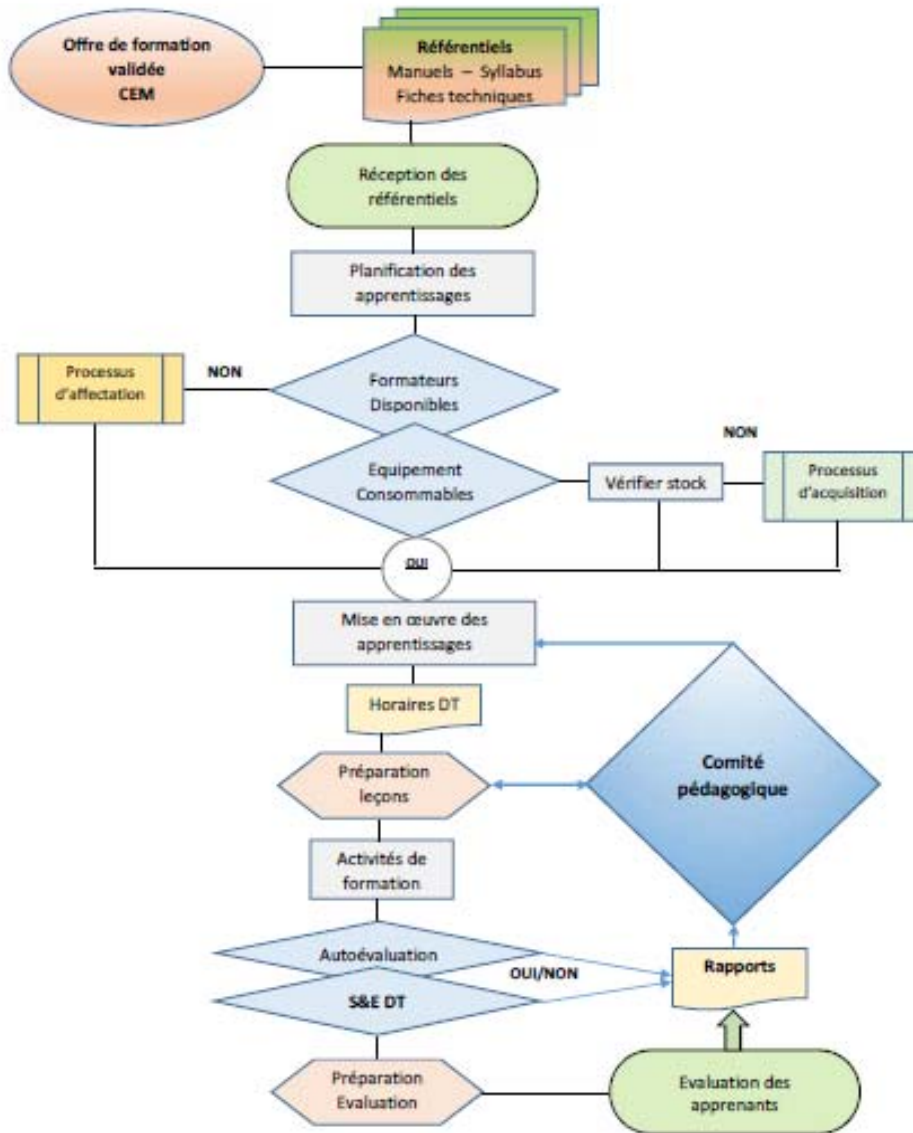 Offre de formation
validée
CEM
Référentiels
Manuels – Syllabus
Fiches techniques
Réception des
référentiels
Planification des
apprentissages
Processus
d'affectation
NON
Formateurs
Disponibles
NON
Equipement
Consommables
Vérifier stock
Processus
d'acquisition
OUI
Mise en œuvre des
apprentissages
Horaires DT
Préparation
leçons
Comité
pédagogique
Activités de
formation
Autoévaluation
OUI/NON
Rapports
S&E DT
Préparation
Evaluation
Evaluation des
apprenants